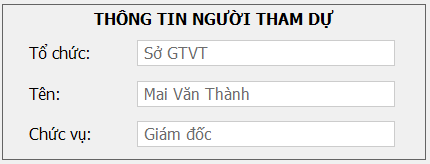 THÔNG TIN NGƯỜI THAM DỰ
Tổ chức: Sở GTVT
Tên: Mai Văn Thành
Chức vụ: Giám đốc